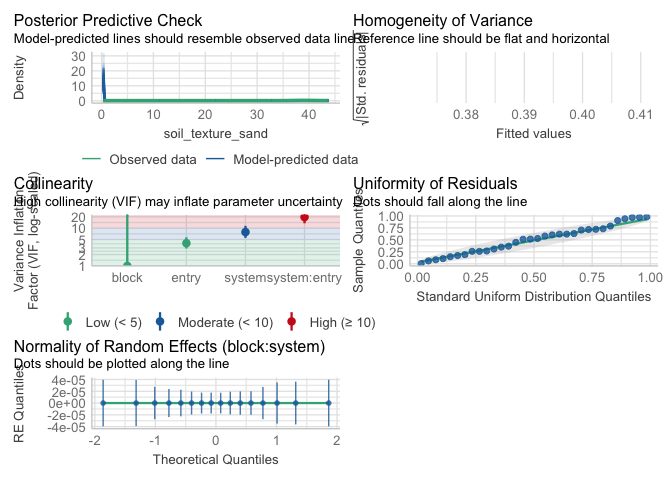 Posterior Predictive Check
Model-predicted lines should resemble observed data line
Density
30
20
10
0
0
10
20
30
40
soil_texture_sand
Observed data
Model-predicted data
Homogeneity of Variance
Reference line should be flat and horizontal
√|Std. residuals|
0.38
0.39
0.40
0.41
Fitted values
Collinearity
High collinearity (VIF) may inflate parameter uncertainty
Variance Inflation
Factor (VIF, log-scaled)
20
10
5
2
1
block
entry
system
system:entry
Low (< 5)
Moderate (< 10)
High (≥ 10)
Uniformity of Residuals
Dots should fall along the line
Sample Quantiles
1.00
0.75
0.50
0.25
0.00
0.00
0.25
0.50
0.75
1.00
Standard Uniform Distribution Quantiles
Normality of Random Effects (block:system)
Dots should be plotted along the line
RE Quantiles
4e-05
2e-05
0e+00
-2e-05
-4e-05
-2
-1
0
1
2
Theoretical Quantiles